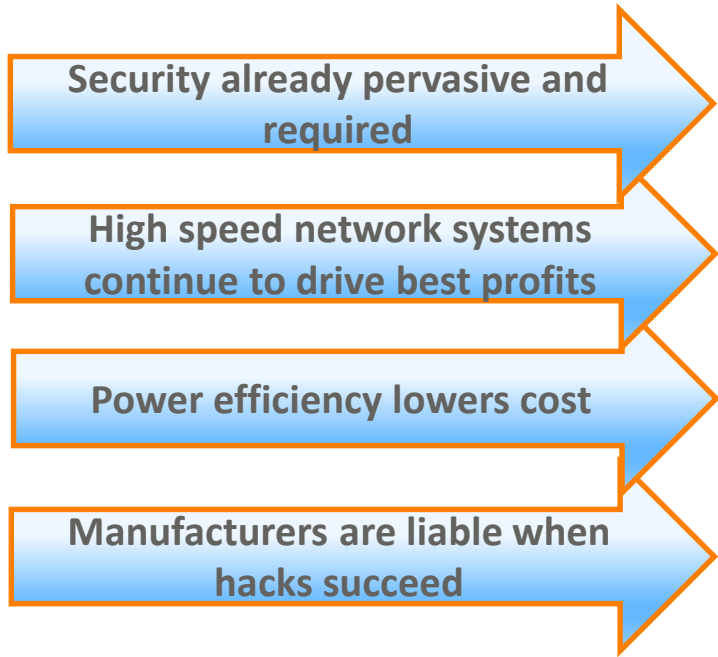 Security already pervasive and
required
High speed network systems
continue to drive best profits
Power efficiency lowers cost
Manufacturers are liable when
hacks succeed